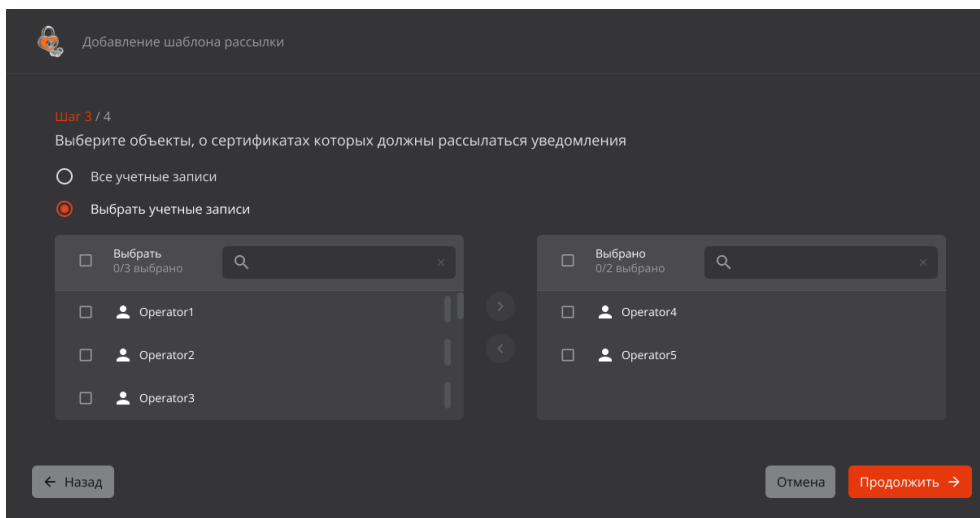 Добавление шаблона рассылки
Шаг 3 / 4
Выберите объекты, о сертификатах которых должны рассылаться уведомления
Все учетные записи
Выбрать учетные записи
Выбрать
0/3 выбрано
Operator1
Operator2
Operator3
Выбрано
0/2 выбрано
Operator4
Operator5
Назад
Отмена
Продолжить